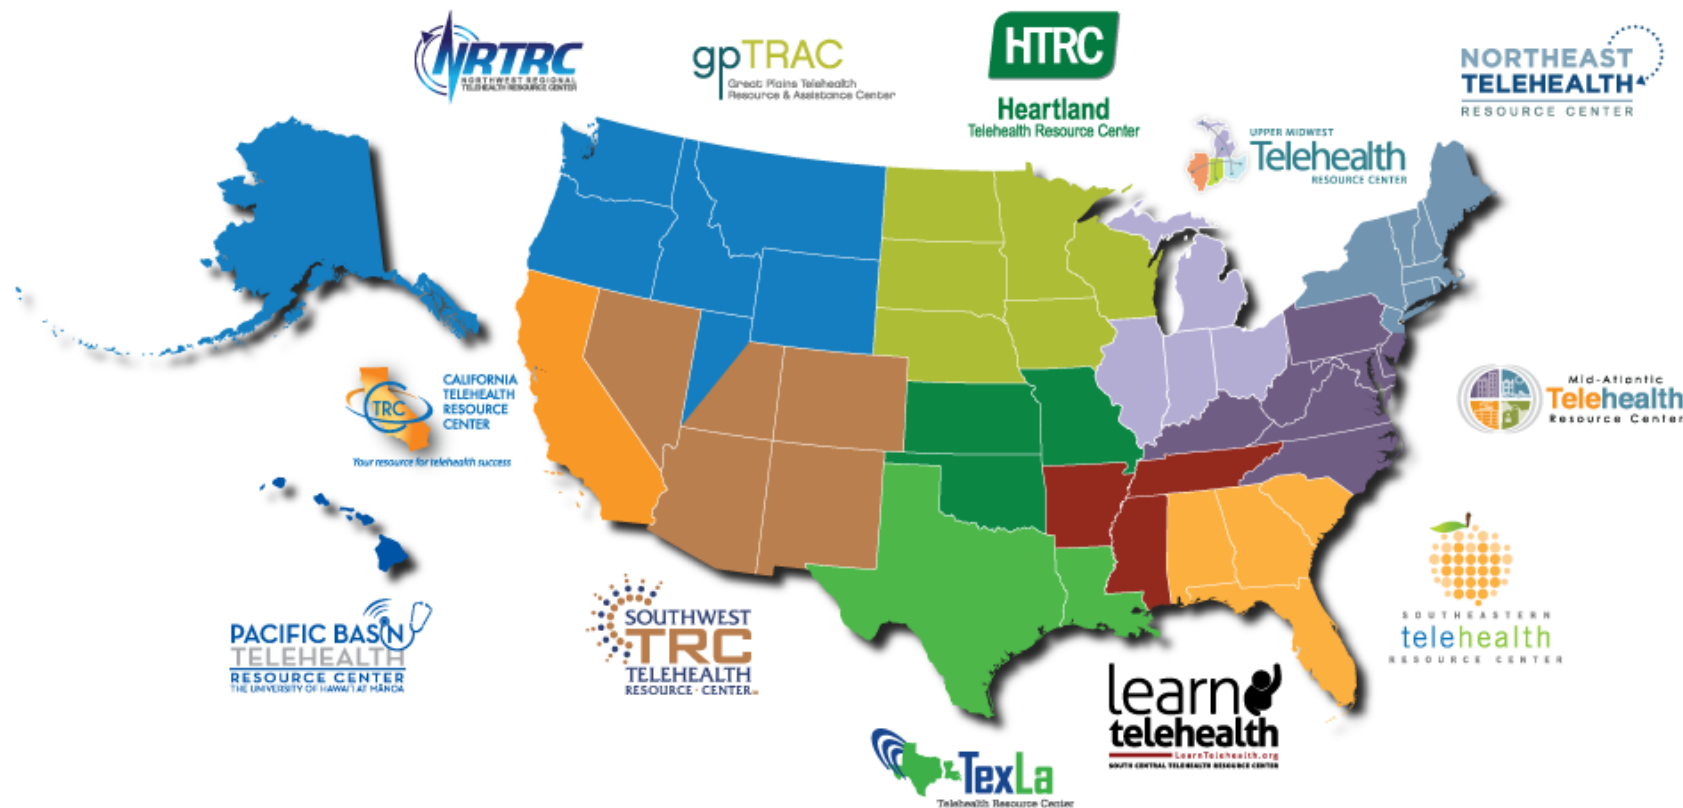 NRTRC
NORTHWEST REGIONAL
TELEHEALTH RESOURCE CENTER
gpTRAC
Great Plains Telehealth
Resource & Assistance Center
HTRC
Heartland
Telehealth Resource Center
NORTHEAST
TELEHEALTH
RESOURCE CENTER
UPPER MIDWEST
Telehealth
RESOURCE CENTER
TRC
CALIFORNIA
TELEHEALTH
RESOURCE
CENTER
Your resource for telehealth success
Mid-Atlantic
Telehealth
Resource Center
PACIFIC BASIN
TELEHEALTH
RESOURCE CENTER
THE UNIVERSITY OF HAWAI'I AT MĀNOA
SOUTHWEST
TRC
TELEHEALTH
RESOURCE · CENTER
SOUTHEASTERN
telehealth
RESOURCE CENTER
learn
telehealth
LearnTelehealth.org
SOUTH CENTRAL TELEHEALTH RESOURCE CENTER
TexLa
Telehealth Resource Center